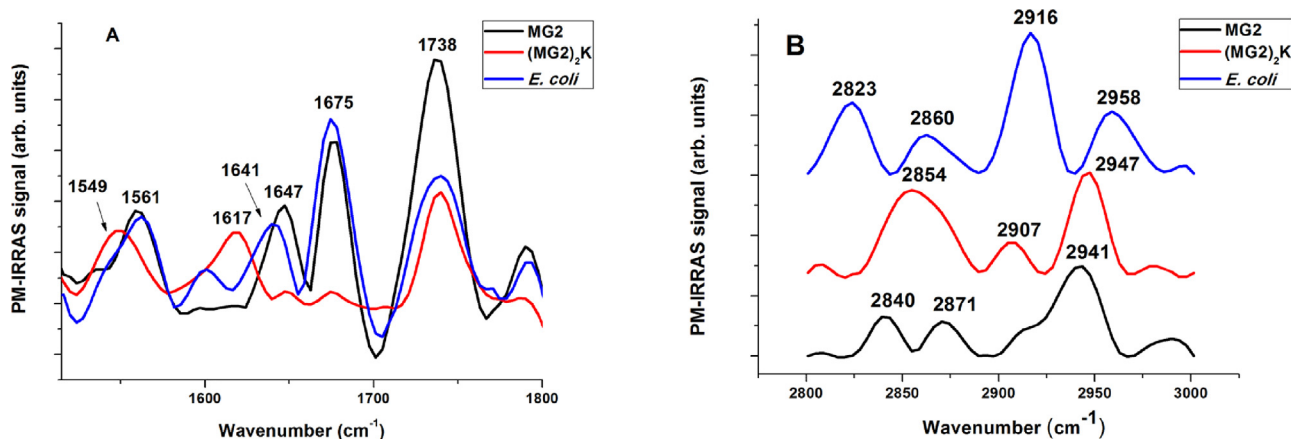 A
MG2
(MG2)₂K
E. coli
1738
1675
1641
1647
1549
1561
1617
PM-IRRAS signal (arb. units)
1600
1700
1800
Wavenumber (cm⁻¹)
B
MG2
(MG2)₂K
E. coli
2916
2823
2860
2958
2854
2947
2907
2941
2840
2871
PM-IRRAS signal (arb. units)
2800
2850
2900
2950
3000
Wavenumber (cm⁻¹)